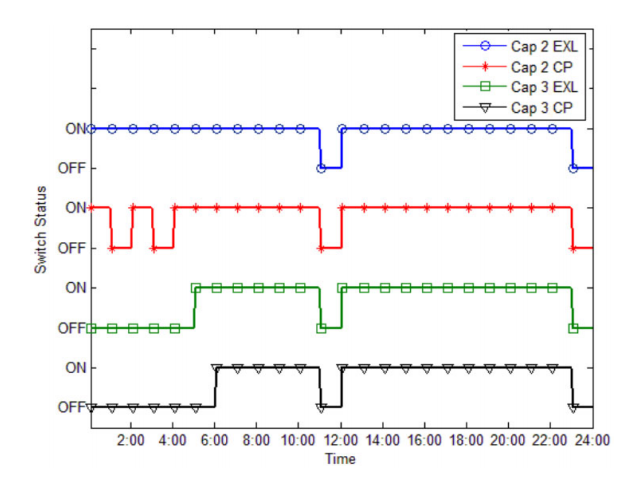 Cap 2 EXL
Cap 2 CP
Cap 3 EXL
Cap 3 CP
Switch Status
ON
OFF
ON
OFF
ON
OFF
ON
OFF
2:00 4:00 6:00 8:00 10:00 12:00 14:00 16:00 18:00 20:00 22:00 24:00
Time